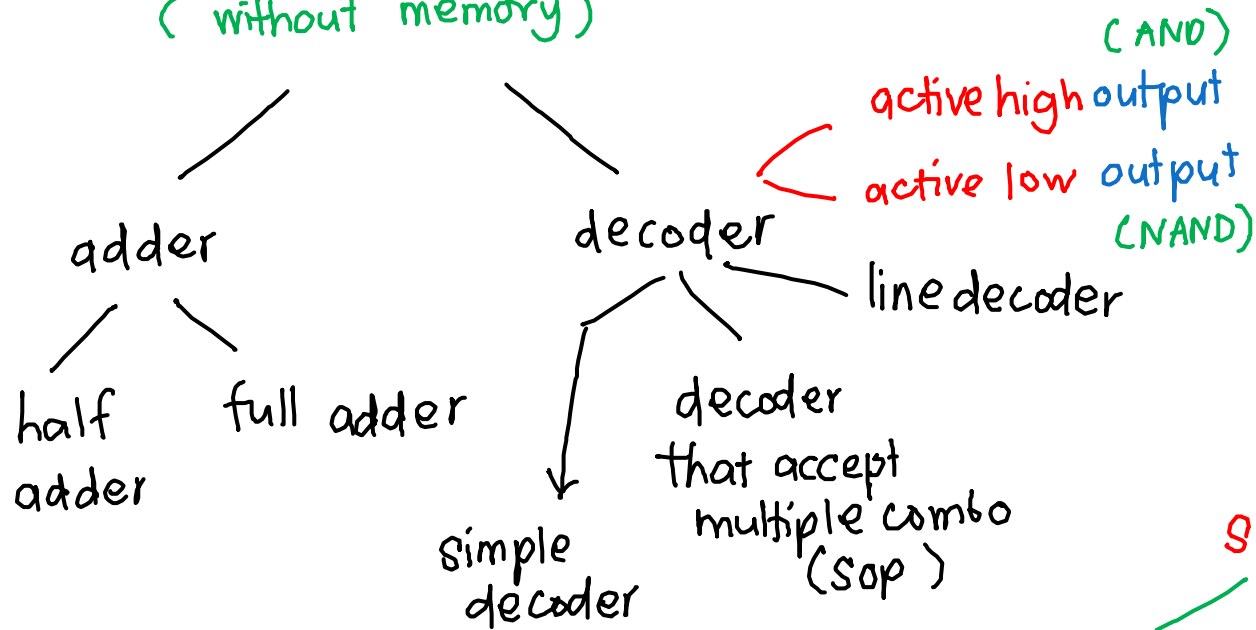 ( without memory )
(AND)
active high output
active low output
(NAND)
adder
decoder
line decoder
half
adder
full adder
decoder
that accept
multiple combo
(SOP)
simple
decoder
S